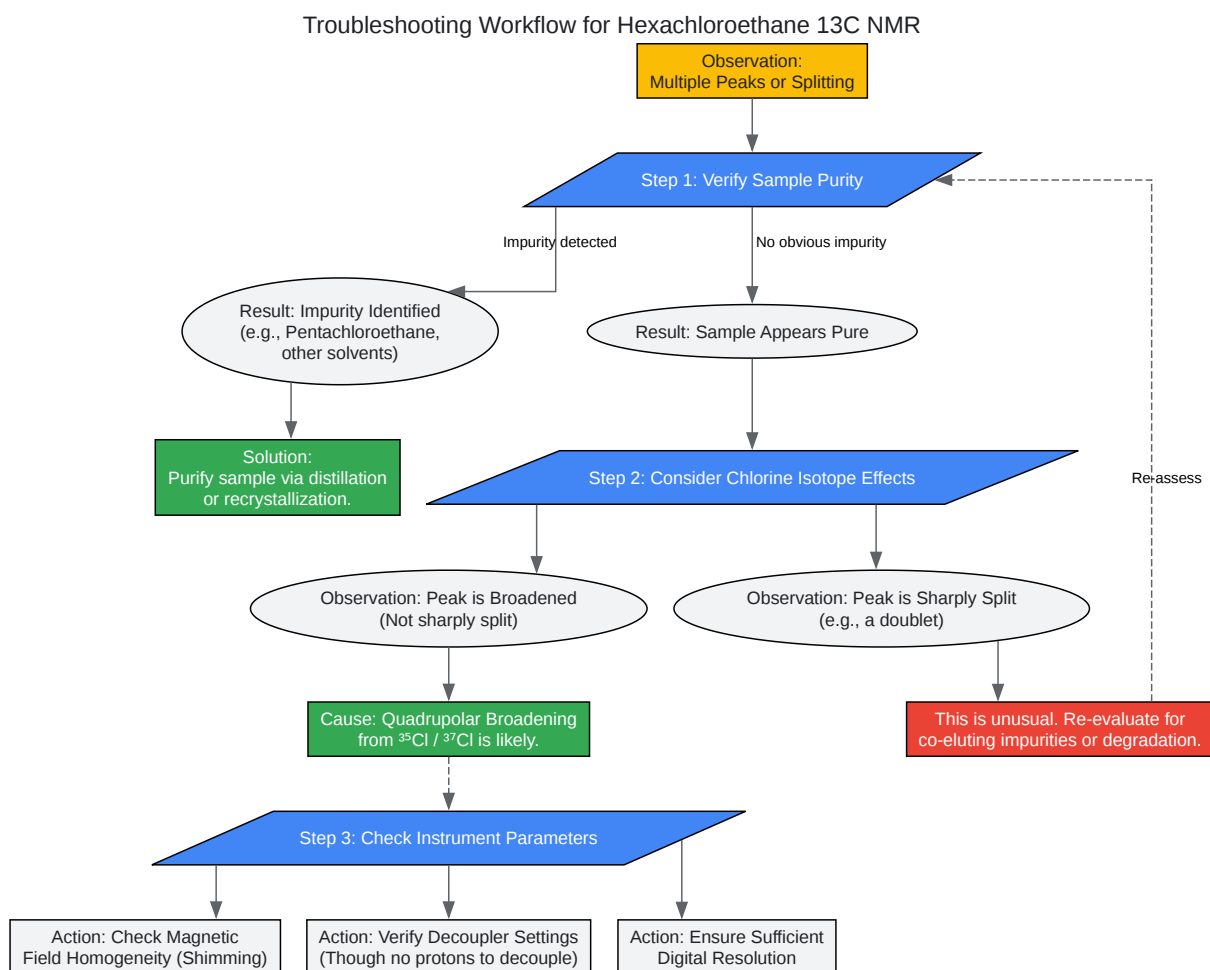 Troubleshooting Workflow for Hexachloroethane 13C NMR
Observation:
Multiple Peaks or Splitting
Step 1: Verify Sample Purity
Impurity detected
No obvious impurity
Result: Impurity Identified
(e.g., Pentachloroethane,
other solvents)
Result: Sample Appears Pure
Solution:
Purify sample via distillation
or recrystallization.
Step 2: Consider Chlorine Isotope Effects
Re-assess
Observation: Peak is Broadened
(Not sharply split)
Observation: Peak is Sharply Split
(e.g., a doublet)
Cause: Quadrupolar Broadening
from ³⁵Cl / ³⁷Cl is likely.
This is unusual. Re-evaluate for
co-eluting impurities or degradation.
Step 3: Check Instrument Parameters
Action: Check Magnetic
Field Homogeneity (Shimming)
Action: Verify Decoupler Settings
(Though no protons to decouple)
Action: Ensure Sufficient
Digital Resolution